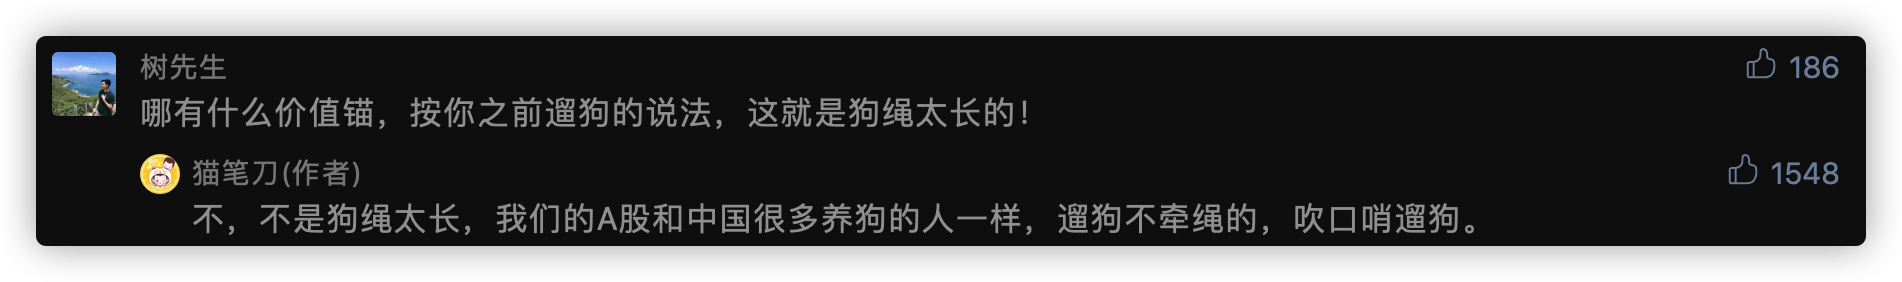 树先生
186
哪有什么价值锚，按你之前遛狗的说法，这就是狗绳太长的！
猫笔刀(作者)
1548
不，不是狗绳太长，我们的A股和中国很多养狗的人一样，遛狗不牵绳的，吹口哨遛狗。